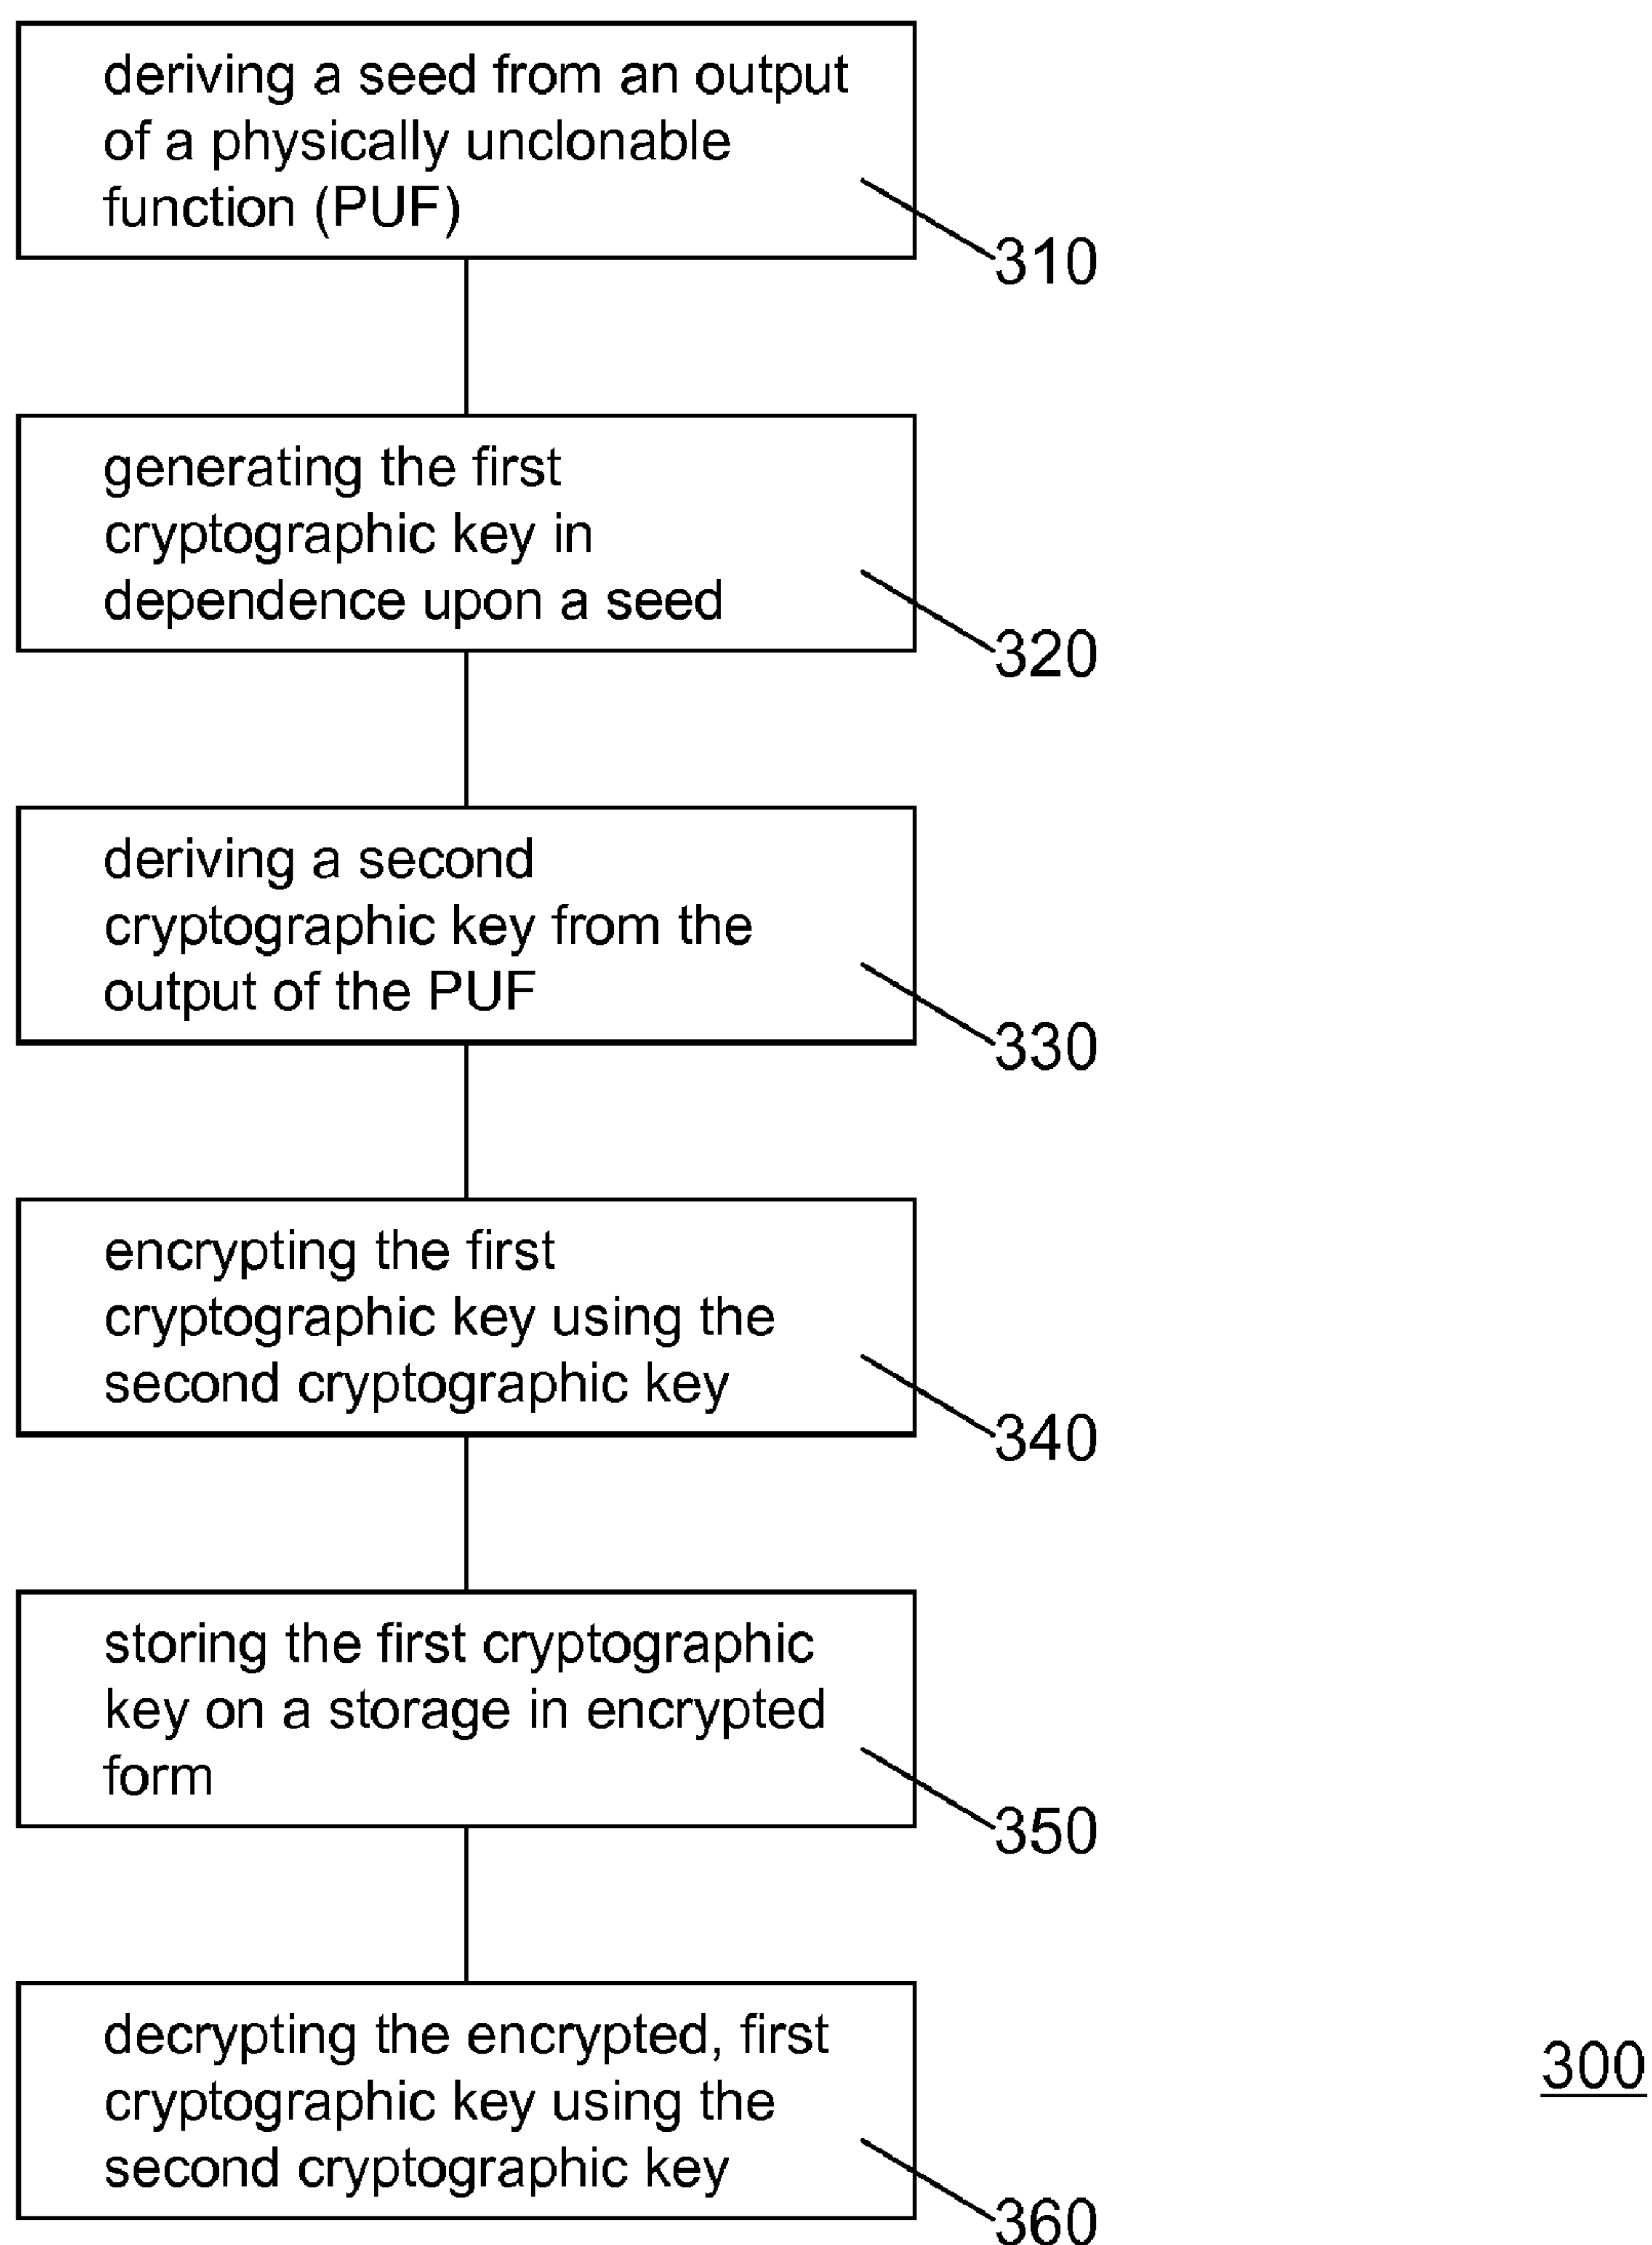 deriving a seed from an output
of a physically unclonable
function (PUF)
310
generating the first
cryptographic key in
dependence upon a seed
320
deriving a second
cryptographic key from the
output of the PUF
330
encrypting the first
cryptographic key using the
second cryptographic key
340
storing the first cryptographic
key on a storage in encrypted
form
350
decrypting the encrypted, first
cryptographic key using the
second cryptographic key
360
300